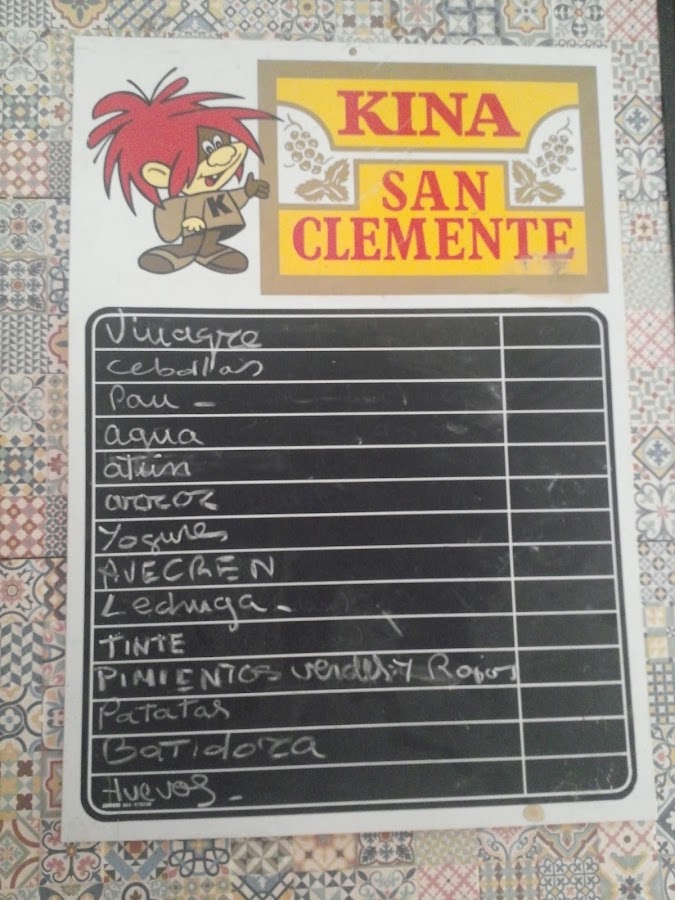 KINA
SAN
CLEMENTE
K
Vinagre
cebollas
Pan -
agua
atún
arroz
Yogures
AVECREN
Lechuga -
TINTE
PIMIENTOS verdes Y Rojos
Patatas
Batidora
Huevos -